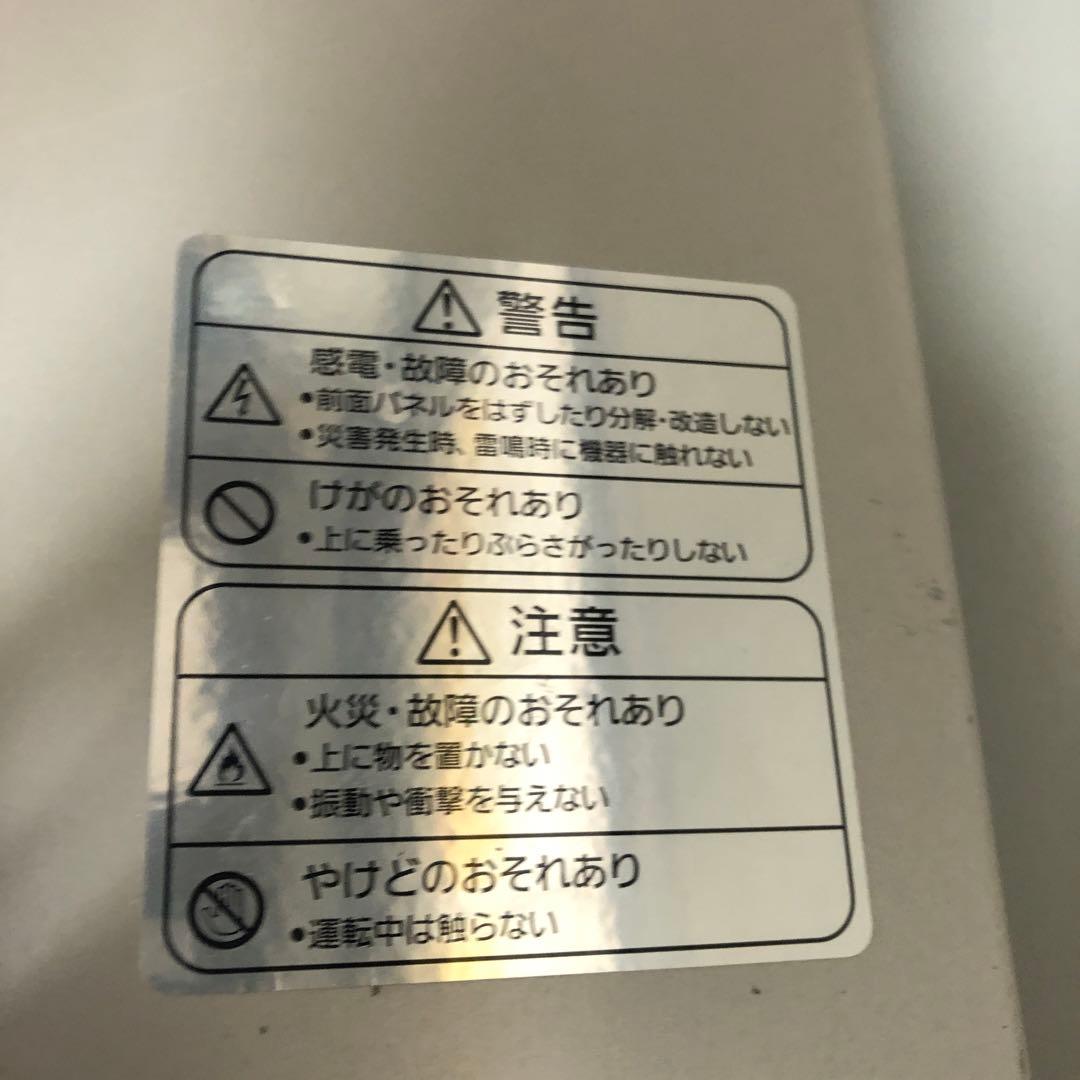 警告
感電・故障のおそれあり
•前面パネルをはずしたり分解・改造しない
•災害発生時、雷鳴時に機器に触れない
けがのおそれあり
•上に乗ったりぶらさがったりしない
注意
火災・故障のおそれあり
•上に物を置かない
•振動や衝撃を与えない
やけどのおそれあり
•運転中は触らない